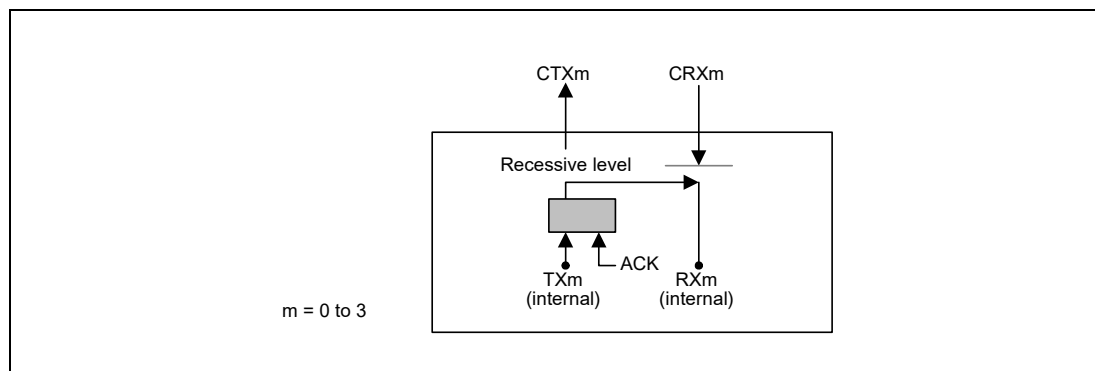 CTXm
CRXm
Recessive level
ACK
TXm
(internal)
RXm
(internal)
m = 0 to 3